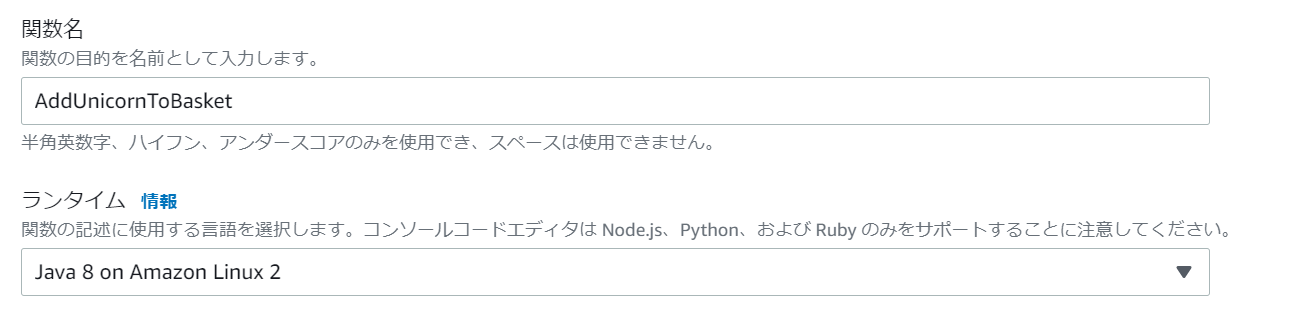 関数名
関数の目的を名前として入力します。
AddUnicornToBasket
半角英数字、ハイフン、アンダースコアのみを使用でき、スペースは使用できません。
ランタイム 情報
関数の記述に使用する言語を選択します。コンソールコードエディタは Node.js、Python、および Ruby のみをサポートすることに注意してください。
Java 8 on Amazon Linux 2